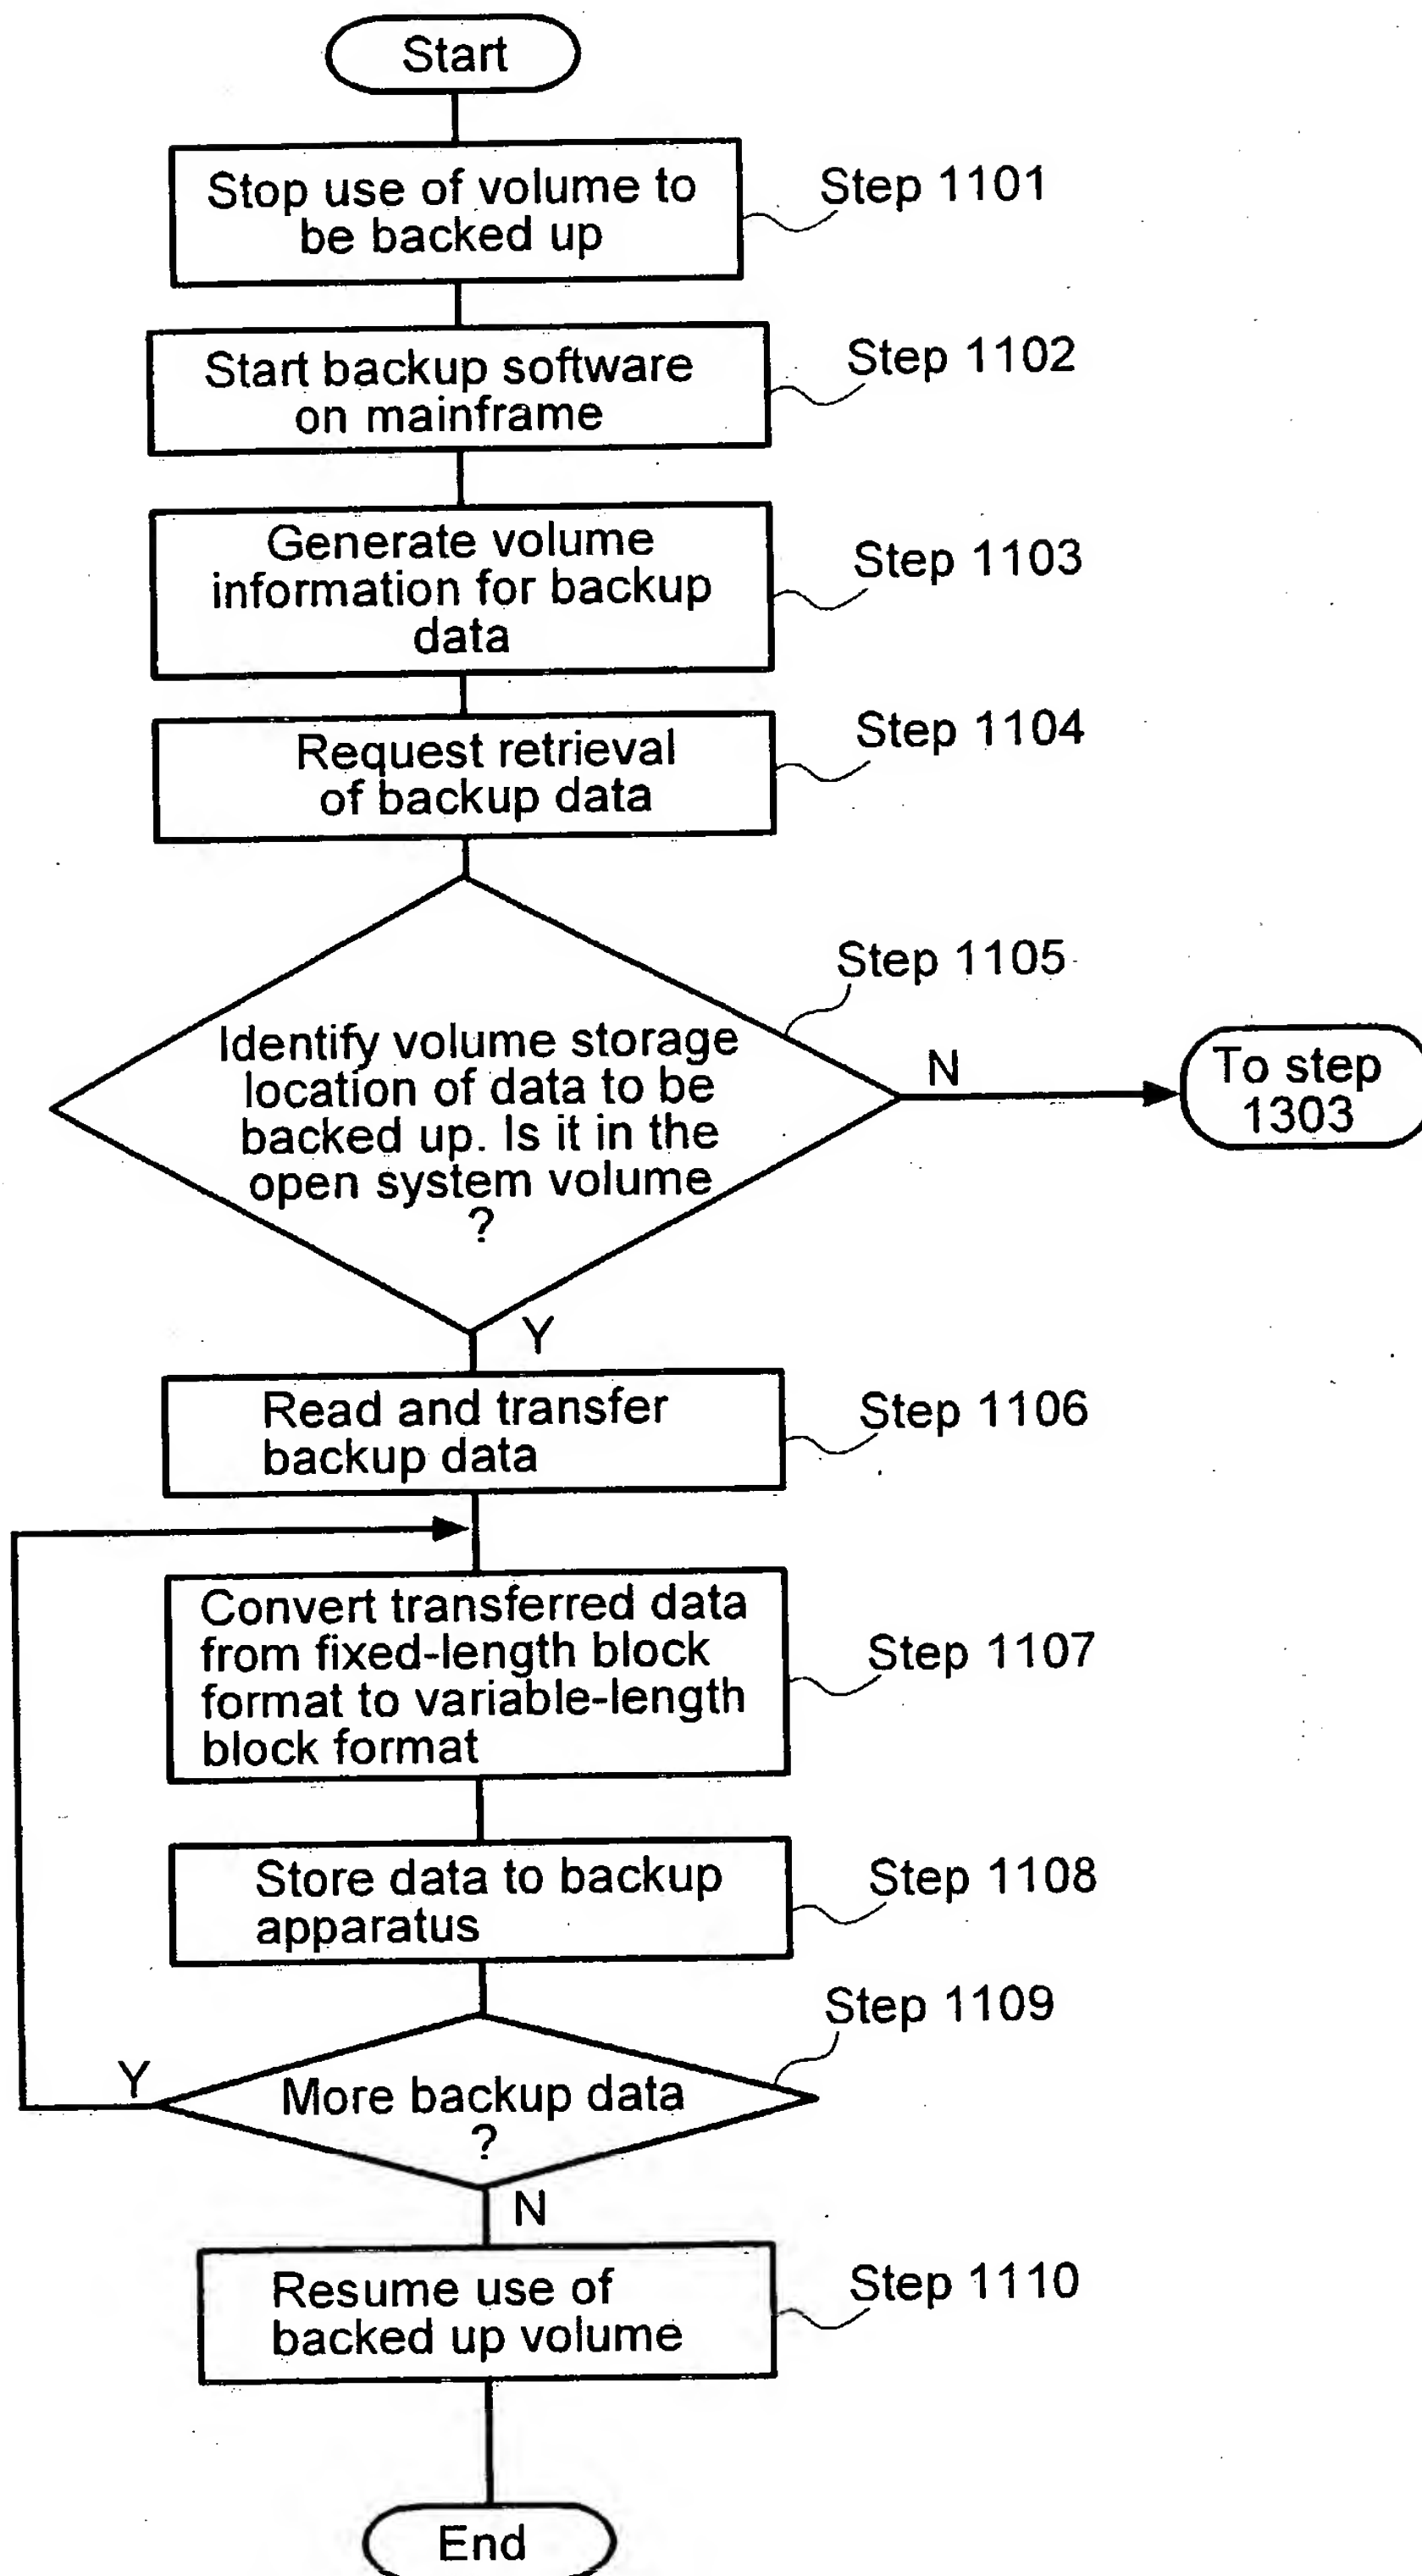 Start
Stop use of volume to
be backed up
Step 1101
Start backup software
on mainframe
Step 1102
Generate volume
information for backup
data
Step 1103
Request retrieval
of backup data
Step 1104
Step 1105
Identify volume storage
location of data to be
backed up. Is it in the
open system volume
?
N
To step
1303
Y
Read and transfer
backup data
Step 1106
Convert transferred data
from fixed-length block
format to variable-length
block format
Step 1107
Store data to backup
apparatus
Step 1108
Step 1109
Y
More backup data
?
N
Resume use of
backed up volume
Step 1110
End